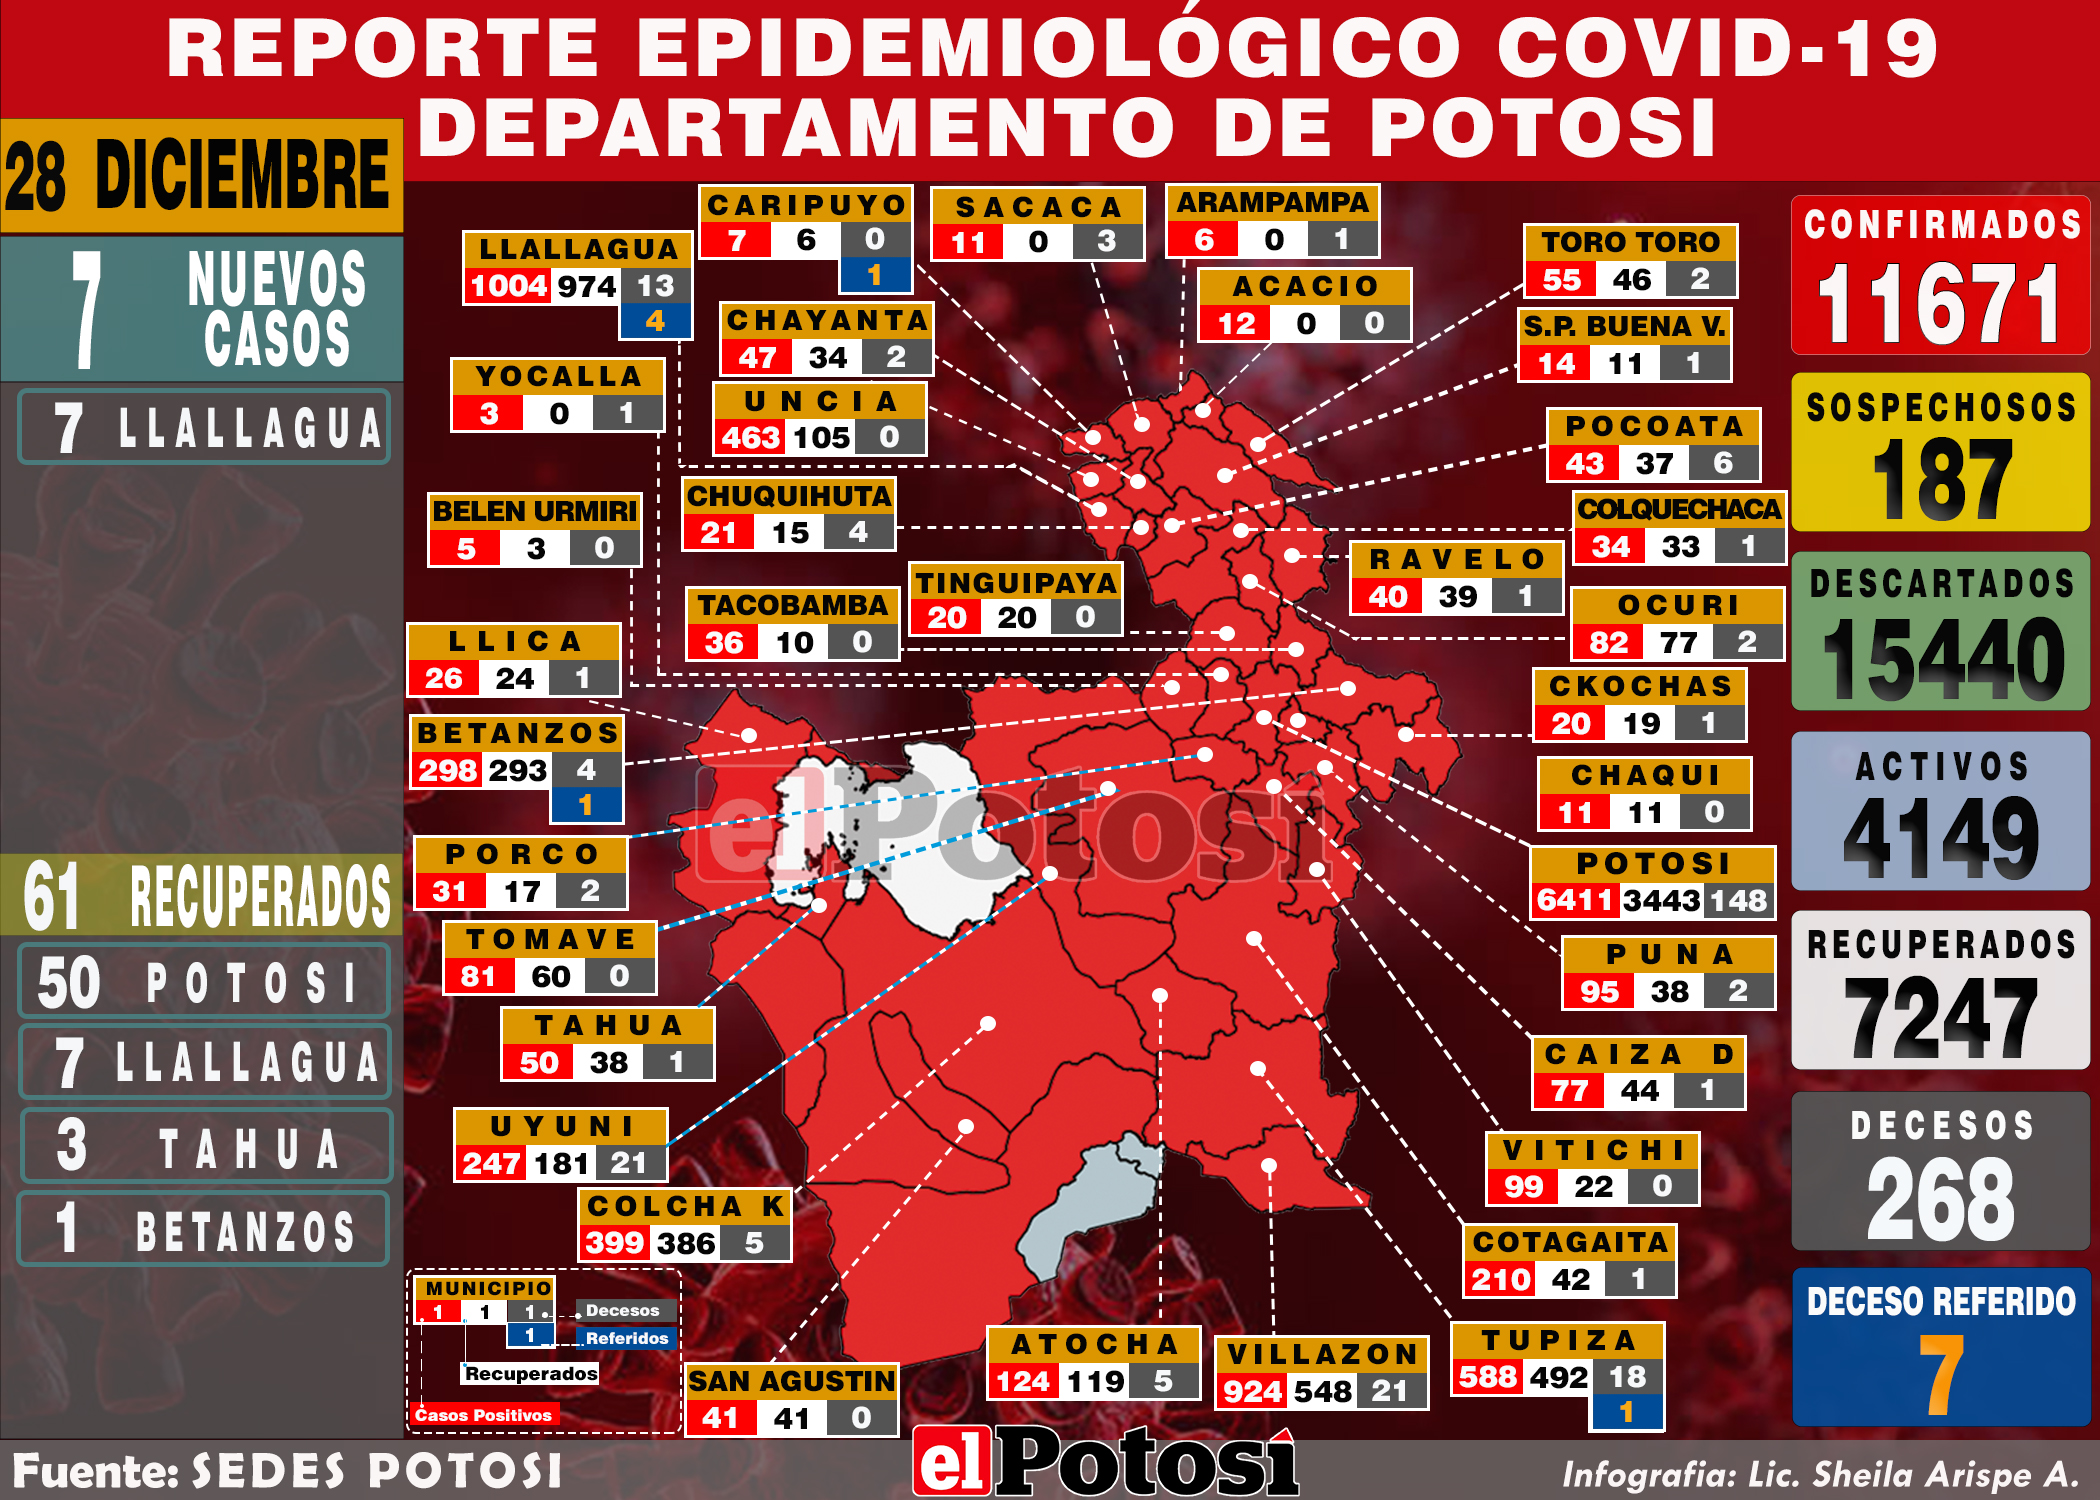 REPORTE EPIDEMIOLÓGICO COVID-19
DEPARTAMENTO DE POTOSI
28 DICIEMBRE
7 NUEVOS CASOS
7 LLALLAGUA
61 RECUPERADOS
50 POTOSI
7 LLALLAGUA
3 TAHUA
1 BETANZOS
LLALLAGUA
1004 974 13
4
CARIPUYO
7 6 0
1
SACACA
11 0 3
ARAMPAMPA
6 0 1
ACACIO
12 0 0
TORO TORO
55 46 2
S.P. BUENA V.
14 11 1
CHAYANTA
47 34 2
YOCALLA
3 0 1
UNCIA
463 105 0
POCOATA
43 37 6
BELEN URMIRI
5 3 0
CHUQUIHUTA
21 15 4
COLQUECHACA
34 33 1
RAVELO
40 39 1
TINGUIPAYA
20 20 0
TACOBAMBA
36 10 0
OCURI
82 77 2
LLICA
26 24 1
CKOCHAS
20 19 1
BETANZOS
298 293 4
1
CHAQUI
11 11 0
PORCO
31 17 2
POTOSI
6411 3443 148
TOMAVE
81 60 0
PUNA
95 38 2
TAHUA
50 38 1
CAIZA D
77 44 1
UYUNI
247 181 21
VITICHI
99 22 0
COLCHA K
399 386 5
COTAGAITA
210 42 1
SAN AGUSTIN
41 41 0
ATOCHA
124 119 5
VILLAZON
924 548 21
TUPIZA
588 492 18
1
el Potosí
MUNICIPIO
1 1 1
1
Decesos
Referidos
Recuperados
Casos Positivos
CONFIRMADOS
11671
SOSPECHOSOS
187
DESCARTADOS
15440
ACTIVOS
4149
RECUPERADOS
7247
DECESOS
268
DECESO REFERIDO
7
Fuente: SEDES POTOSI
el Potosí
Infografia: Lic. Sheila Arispe A.